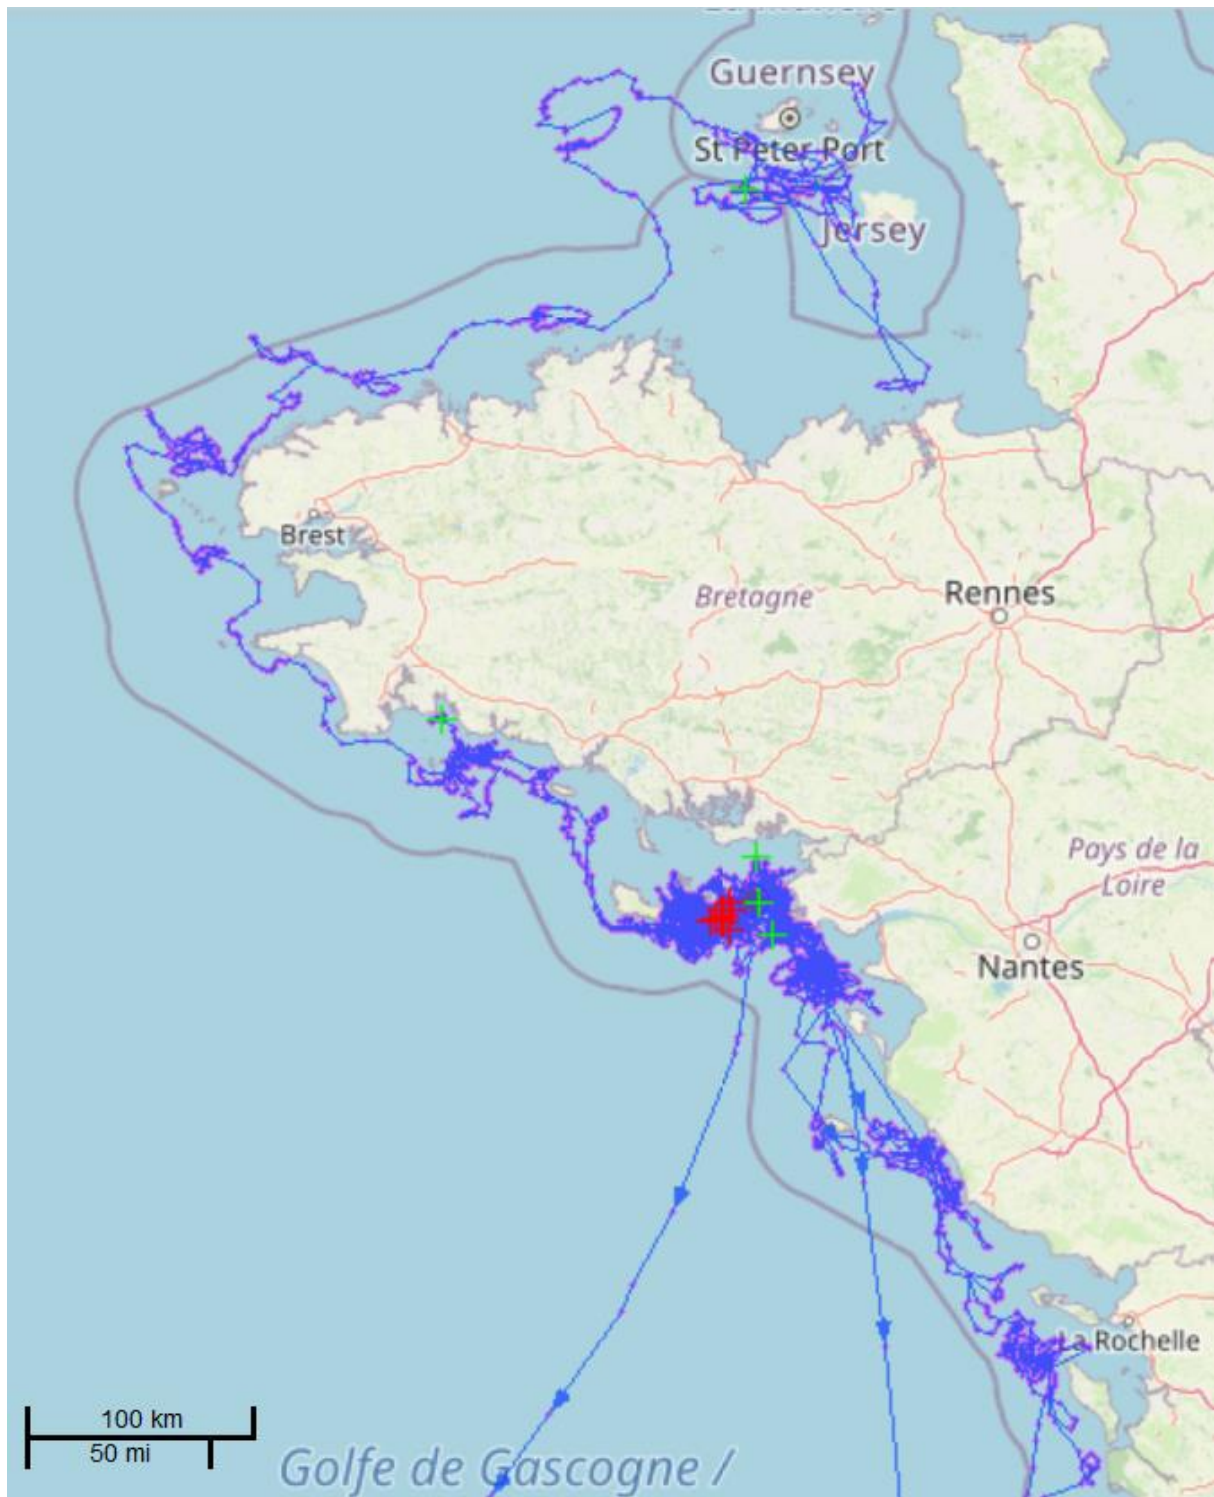 Guernsey
St Peter Port
Jersey
Brest
Bretagne
Rennes
Pays de la
Loire
Nantes
La Rochelle
100 km
50 mi
Golfe de Gascogne /